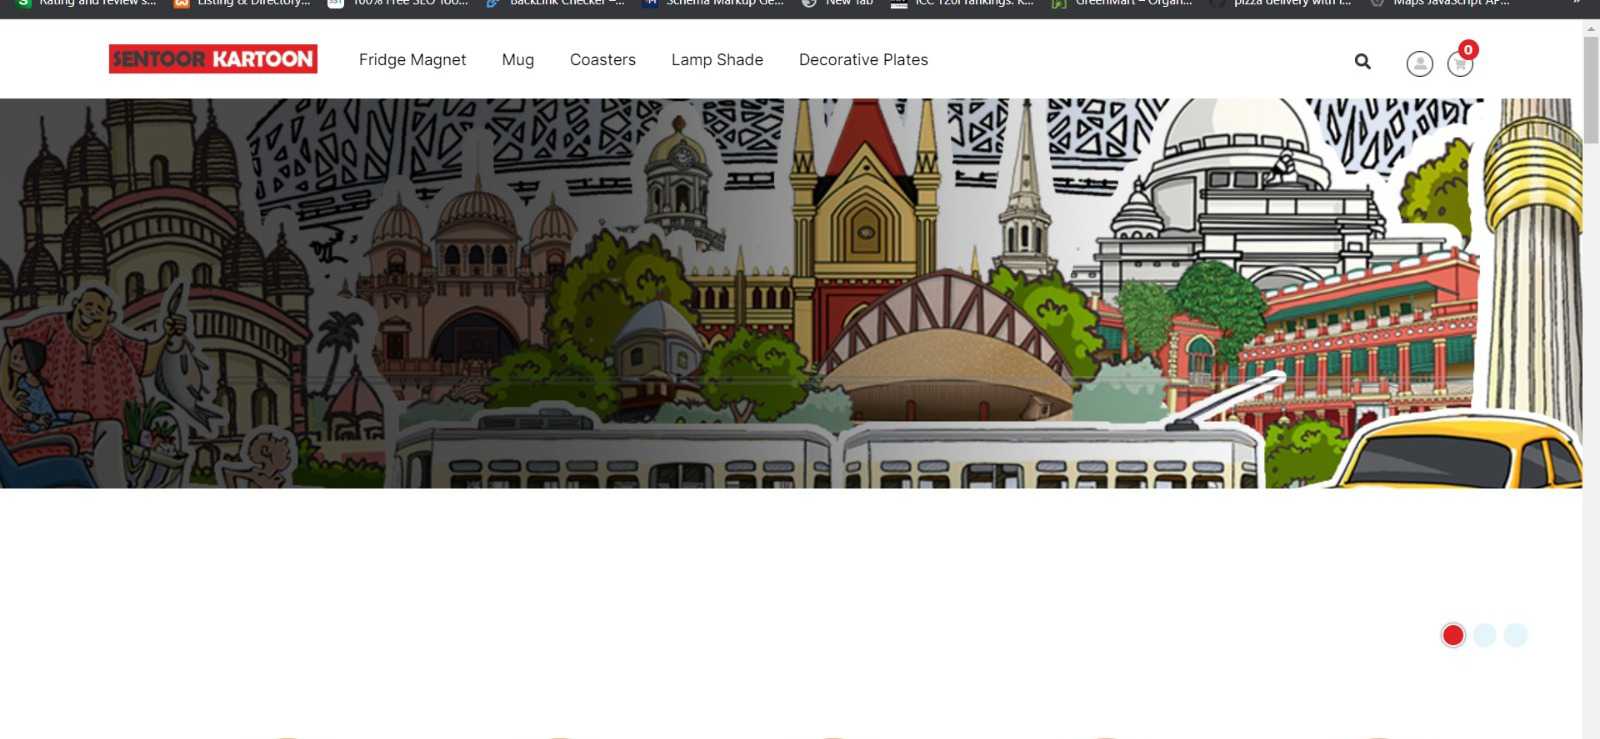 Rating and review s...
Listing & Directory...
100% Free SEO Too...
Backlink Checker –...
Schema Markup Ge...
New Tab
ICC T20I rankings: K...
GreenMart – Organ...
pizza delivery with r...
Maps JavaScript AP...
SENTOOR KARTOON
Fridge Magnet
Mug
Coasters
Lamp Shade
Decorative Plates
0